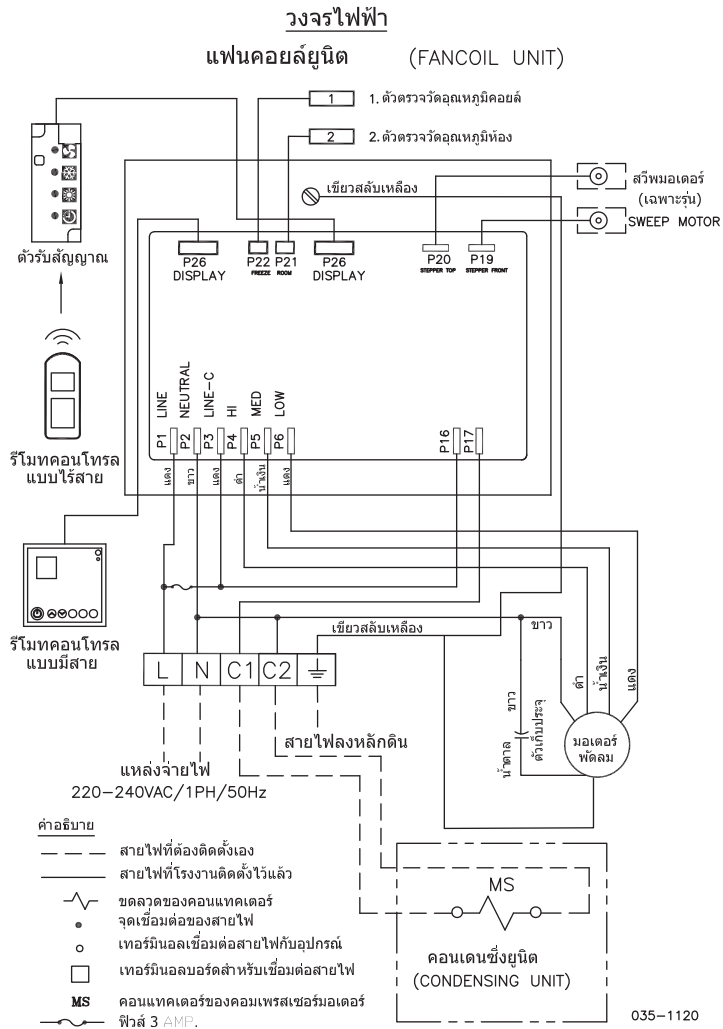 วงจรไฟฟ้า
แฟนคอยล์ยูนิต (FANCOIL UNIT)
1 1. ตัวตรวจวัดอุณหภูมิคอยล์
2 2. ตัวตรวจวัดอุณหภูมิห้อง
เขียวสลับเหลือง
สวิ่พมอเตอร์
(เฉพาะรุ่น)
SWEEP MOTOR
ตัวรับสัญญาณ
P26
DISPLAY
P22
FREEZE
P21
ROOM
P26
DISPLAY
P20
STEPPER TOP
P19
STEPPER FRONT
P1 LINE
P2 NEUTRAL
P3 LINE-C
P4 HI
P5 MED
P6 LOW
P16
P17
แดง
ขาว
แดง
ดำ
น้ำเงิน
แดง
รีโมทคอนโทรล
แบบไร้สาย
รีโมทคอนโทรล
แบบมีสาย
เขียวสลับเหลือง
ขาว
L N C1 C2
ขาว
น้ำตาล
ตัวเก็บประจุ
ดำ
น้ำเงิน
แดง
มอเตอร์
พัดลม
สายไฟลงหลักดิน
แหล่งจ่ายไฟ
220-240VAC/1PH/50Hz
คำอธิบาย
สายไฟที่ต้องติดตั้งเอง
สายไฟที่โรงงานติดตั้งไว้แล้ว
ขดลวดของคอนแทคเตอร์
จุดเชื่อมต่อของสายไฟ
เทอร์มินอลเชื่อมต่อสายไฟกับอุปกรณ์
เทอร์มินอลบอร์ดสำหรับเชื่อมต่อสายไฟ
MS คอนแทคเตอร์ของคอมเพรสเซอร์มอเตอร์
ฟิวส์ 3 AMP.
MS
คอนเดนซิ่งยูนิต
(CONDENSING UNIT)
035-1120